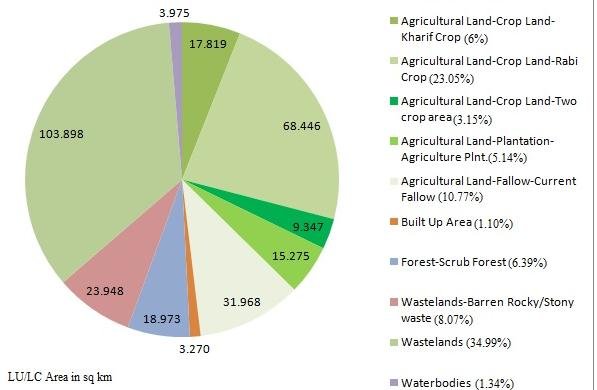 3.975
17.819
68.446
9.347
15.275
31.968
3.270
18.973
23.948
103.898
Agricultural Land-Crop Land-
Kharif Crop (6%)
Agricultural Land-Crop Land-Rabi
Crop (23.05%)
Agricultural Land-Crop Land-Two
crop area(3.15%)
Agricultural Land-Plantation-
Agriculture Plnt.(5.14%)
Agricultural Land-Fallow-Current
Fallow (10.77%)
Built Up Area (1.10%)
Forest-Scrub Forest (6.39%)
Wastelands-Barren Rocky/Stony
waste (8.07%)
Wastelands (34.99%)
Waterbodies (1.34%)
LU/LC Area in sq km